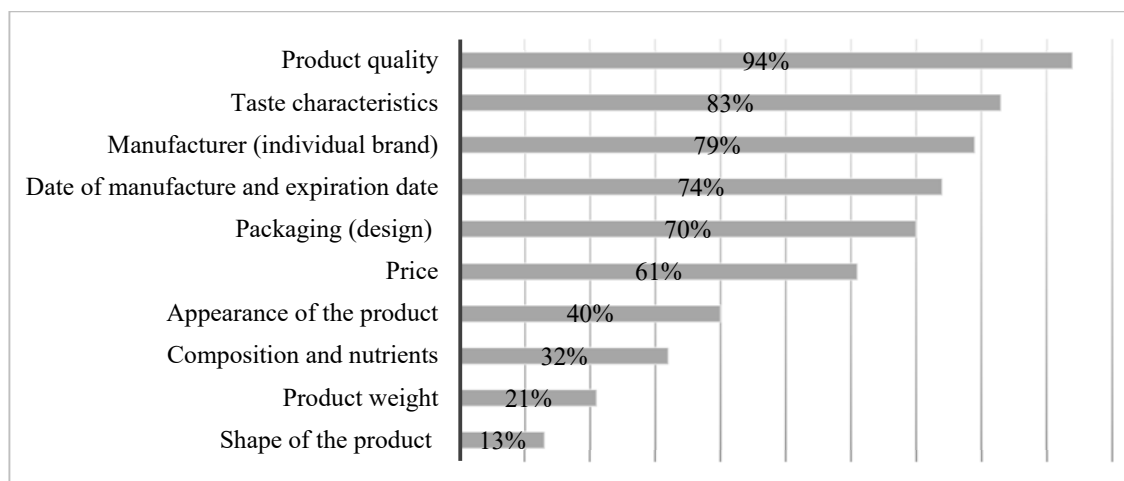 Product quality 94%
Taste characteristics 83%
Manufacturer (individual brand) 79%
Date of manufacture and expiration date 74%
Packaging (design) 70%
Price 61%
Appearance of the product 40%
Composition and nutrients 32%
Product weight 21%
Shape of the product 13%